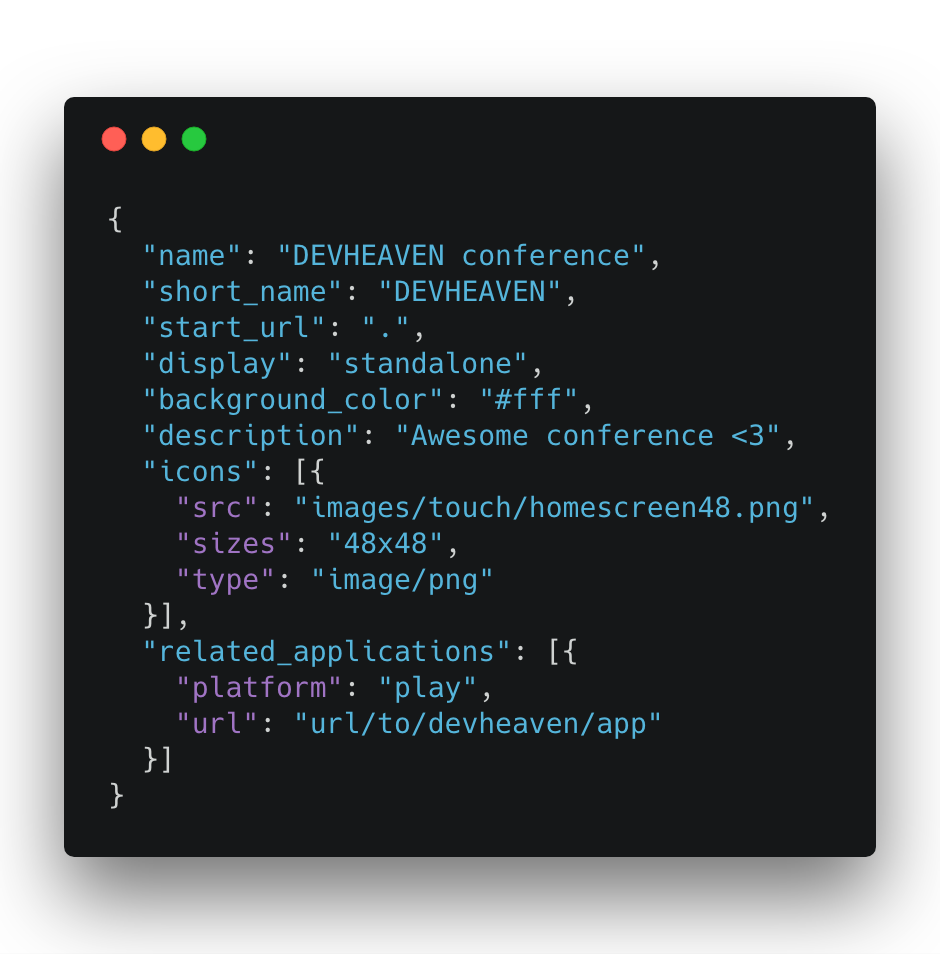 {
  "name": "DEVHEAVEN conference",
  "short_name": "DEVHEAVEN",
  "start_url": ".",
  "display": "standalone",
  "background_color": "#fff",
  "description": "Awesome conference <3",
  "icons": [{
    "src": "images/touch/homescreen48.png",
    "sizes": "48x48",
    "type": "image/png"
  }],
  "related_applications": [{
    "platform": "play",
    "url": "url/to/devheaven/app"
  }]
}